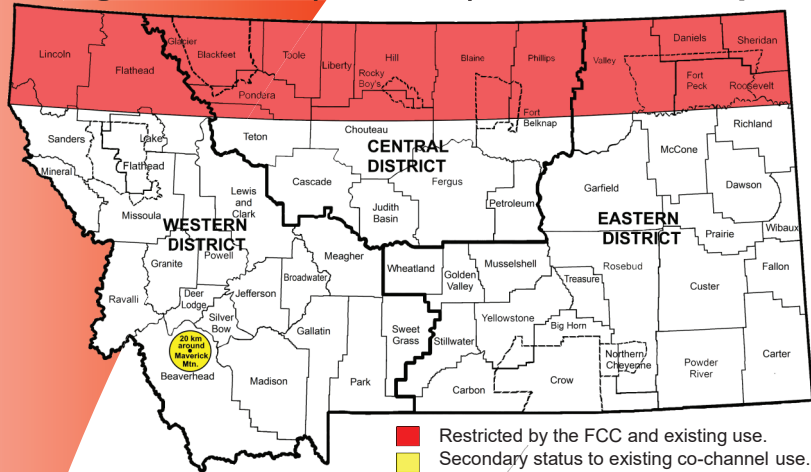 Lincoln
Flathead
Glacier
Blackfeet
Toole
Liberty
Hill
Rocky
Boy's
Blaine
Phillips
Valley
Daniels
Sheridan
Fort
Peck
Roosevelt
Pondera
Fort
Belknap
Sanders
Lake
Flathead
Mineral
Missoula
Teton
Chouteau
CENTRAL
DISTRICT
Cascade
Fergus
Judith
Basin
Petroleum
Lewis
and
Clark
WESTERN
DISTRICT
Powell
Granite
Ravalli
Deer
Lodge
Silver
Bow
Jefferson
Broadwater
Meagher
Gallatin
Madison
Park
Beaverhead
20 km
around
Maverick
Mtn.
Wheatland
Golden
Valley
Musselshell
Sweet
Grass
Stillwater
Yellowstone
Carbon
Big Horn
Crow
Treasure
Rosebud
Northern
Cheyenne
Garfield
McCone
Richland
Dawson
EASTERN
DISTRICT
Prairie
Wibaux
Fallon
Custer
Powder
River
Carter
Restricted by the FCC and existing use.
Secondary status to existing co-channel use.